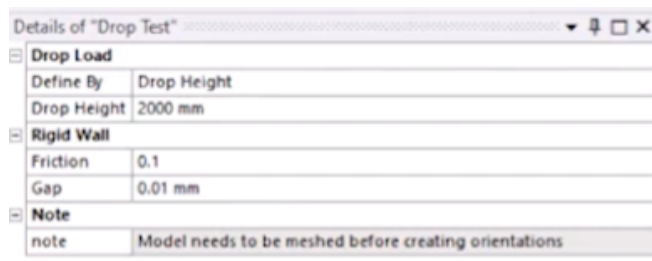 Details of "Drop Test"
Drop Load
Define By Drop Height
Drop Height 2000 mm
Rigid Wall
Friction 0.1
Gap 0.01 mm
Note
note Model needs to be meshed before creating orientations